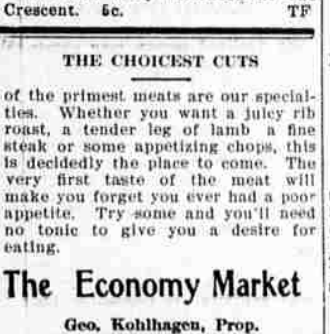 Crescent. 5c. TF
THE CHOICEST CUTS
of the primest meats are our special-
ties. Whether you want a juicy rib
roast, a tender leg of lamb a fine
steak or some appetizing chops, this
is decidedly the place to come. The
very first taste of the meat will
make you forget you ever had a poor
appetite. Try some and you'll need
no tonic to give you a desire for
eating.
The Economy Market
Geo. Kohlhagen, Prop.